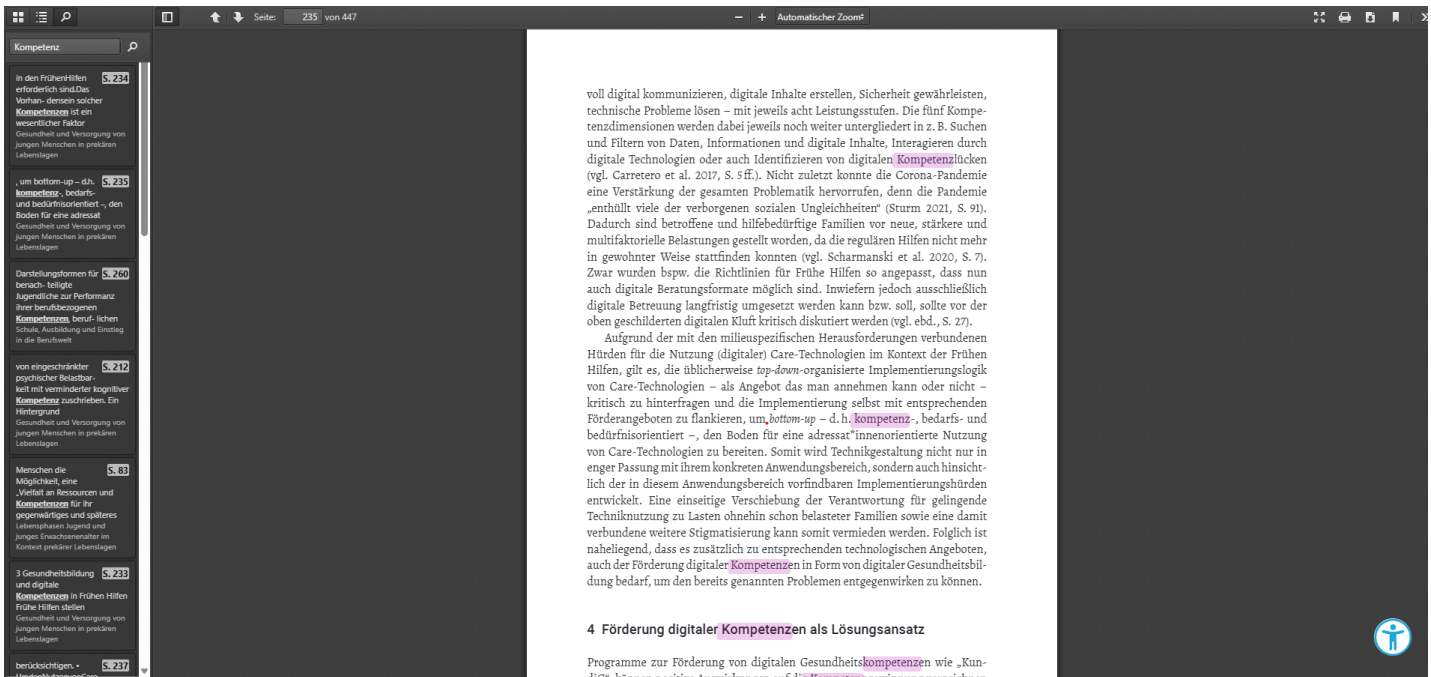 Seite: 235 von 447
Automatischer Zoom
Kompetenz
in den FrühenHilfen S. 234
erforderlich sind.Das
Vorhan- densein solcher
Kompetenzen ist ein
wesentlicher Faktor
Gesundheit und Versorgung von
jungen Menschen in prekären
Lebenslagen
, um bottom-up – d.h. S. 235
kompetenz-, bedarfs-
und bedürfnisorientiert –, den
Boden für eine adressat
Gesundheit und Versorgung von
jungen Menschen in prekären
Lebenslagen
Darstellungsformen für S. 260
benach- teiligte
Jugendliche zur Performanz
ihrer berufsbezogenen
Kompetenzen, beruf- lichen
Schule, Ausbildung und Einstieg
in die Berufswelt
von eingeschränkter S. 212
psychischer Belastbar-
keit mit verminderter kognitiver
Kompetenz zuschrieben. Ein
Hintergrund
Gesundheit und Versorgung von
jungen Menschen in prekären
Lebenslagen
Menschen die S. 83
Möglichkeit, eine
„Vielfalt an Ressourcen und
Kompetenzen für ihr
gegenwärtiges und späteres
Lebensphasen Jugend und
junges Erwachsenenalter im
Kontext prekärer Lebenslagen
3 Gesundheitsbildung S. 233
und digitale
Kompetenzen in Frühen Hilfen
Frühe Hilfen stellen
Gesundheit und Versorgung von
jungen Menschen in prekären
Lebenslagen
berücksichtigen. • S. 237
voll digital kommunizieren, digitale Inhalte erstellen, Sicherheit gewährleisten,
technische Probleme lösen – mit jeweils acht Leistungsstufen. Die fünf Kompe-
tenzdimensionen werden dabei jeweils noch weiter untergliedert in z. B. Suchen
und Filtern von Daten, Informationen und digitale Inhalte, Interagieren durch
digitale Technologien oder auch Identifizieren von digitalen Kompetenzlücken
(vgl. Carretero et al. 2017, S. 5 ff.). Nicht zuletzt konnte die Corona-Pandemie
eine Verstärkung der gesamten Problematik hervorrufen, denn die Pandemie
„enthüllt viele der verborgenen sozialen Ungleichheiten“ (Sturm 2021, S. 91).
Dadurch sind betroffene und hilfebedürftige Familien vor neue, stärkere und
multifaktorielle Belastungen gestellt worden, da die regulären Hilfen nicht mehr
in gewohnter Weise stattfinden konnten (vgl. Scharmanski et al. 2020, S. 7).
Zwar wurden bspw. die Richtlinien für Frühe Hilfen so angepasst, dass nun
auch digitale Beratungsformate möglich sind. Inwiefern jedoch ausschließlich
digitale Betreuung langfristig umgesetzt werden kann bzw. soll, sollte vor der
oben geschilderten digitalen Kluft kritisch diskutiert werden (vgl. ebd., S. 27).
Aufgrund der mit den milieuspezifischen Herausforderungen verbundenen
Hürden für die Nutzung (digitaler) Care-Technologien im Kontext der Frühen
Hilfen, gilt es, die üblicherweise top-down-organisierte Implementierungslogik
von Care-Technologien – als Angebot das man annehmen kann oder nicht –
kritisch zu hinterfragen und die Implementierung selbst mit entsprechenden
Förderangeboten zu flankieren, um bottom-up – d. h. kompetenz-, bedarfs- und
bedürfnisorientiert –, den Boden für eine adressat*innenorientierte Nutzung
von Care-Technologien zu bereiten. Somit wird Technikgestaltung nicht nur in
enger Passung mit ihrem konkreten Anwendungsbereich, sondern auch hinsicht-
lich der in diesem Anwendungsbereich vorfindbaren Implementierungshürden
entwickelt. Eine einseitige Verschiebung der Verantwortung für gelingende
Techniknutzung zu Lasten ohnehin schon belasteter Familien sowie eine damit
verbundene weitere Stigmatisierung kann somit vermieden werden. Folglich ist
naheliegend, dass es zusätzlich zu entsprechenden technologischen Angeboten,
auch der Förderung digitaler Kompetenzen in Form von digitaler Gesundheitsbil-
dung bedarf, um den bereits genannten Problemen entgegenwirken zu können.
4 Förderung digitaler Kompetenzen als Lösungsansatz
Programme zur Förderung von digitalen Gesundheitskompetenzen wie „Kun-